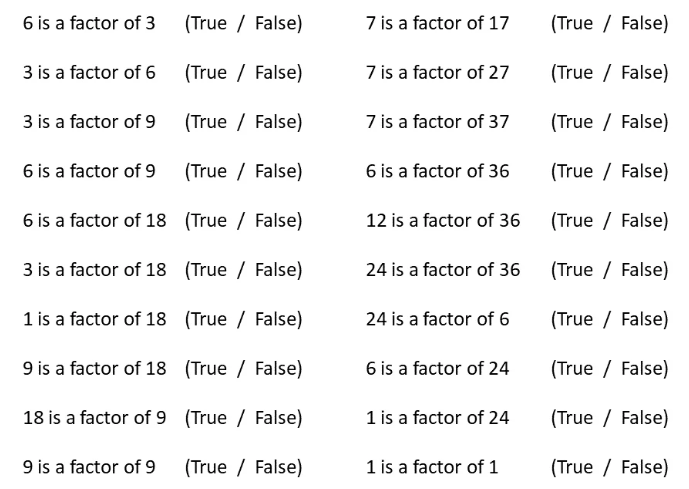 6 is a factor of 3 (True / False)
3 is a factor of 6 (True / False)
3 is a factor of 9 (True / False)
6 is a factor of 9 (True / False)
6 is a factor of 18 (True / False)
3 is a factor of 18 (True / False)
1 is a factor of 18 (True / False)
9 is a factor of 18 (True / False)
18 is a factor of 9 (True / False)
9 is a factor of 9 (True / False)
7 is a factor of 17 (True / False)
7 is a factor of 27 (True / False)
7 is a factor of 37 (True / False)
6 is a factor of 36 (True / False)
12 is a factor of 36 (True / False)
24 is a factor of 36 (True / False)
24 is a factor of 6 (True / False)
6 is a factor of 24 (True / False)
1 is a factor of 24 (True / False)
1 is a factor of 1 (True / False)